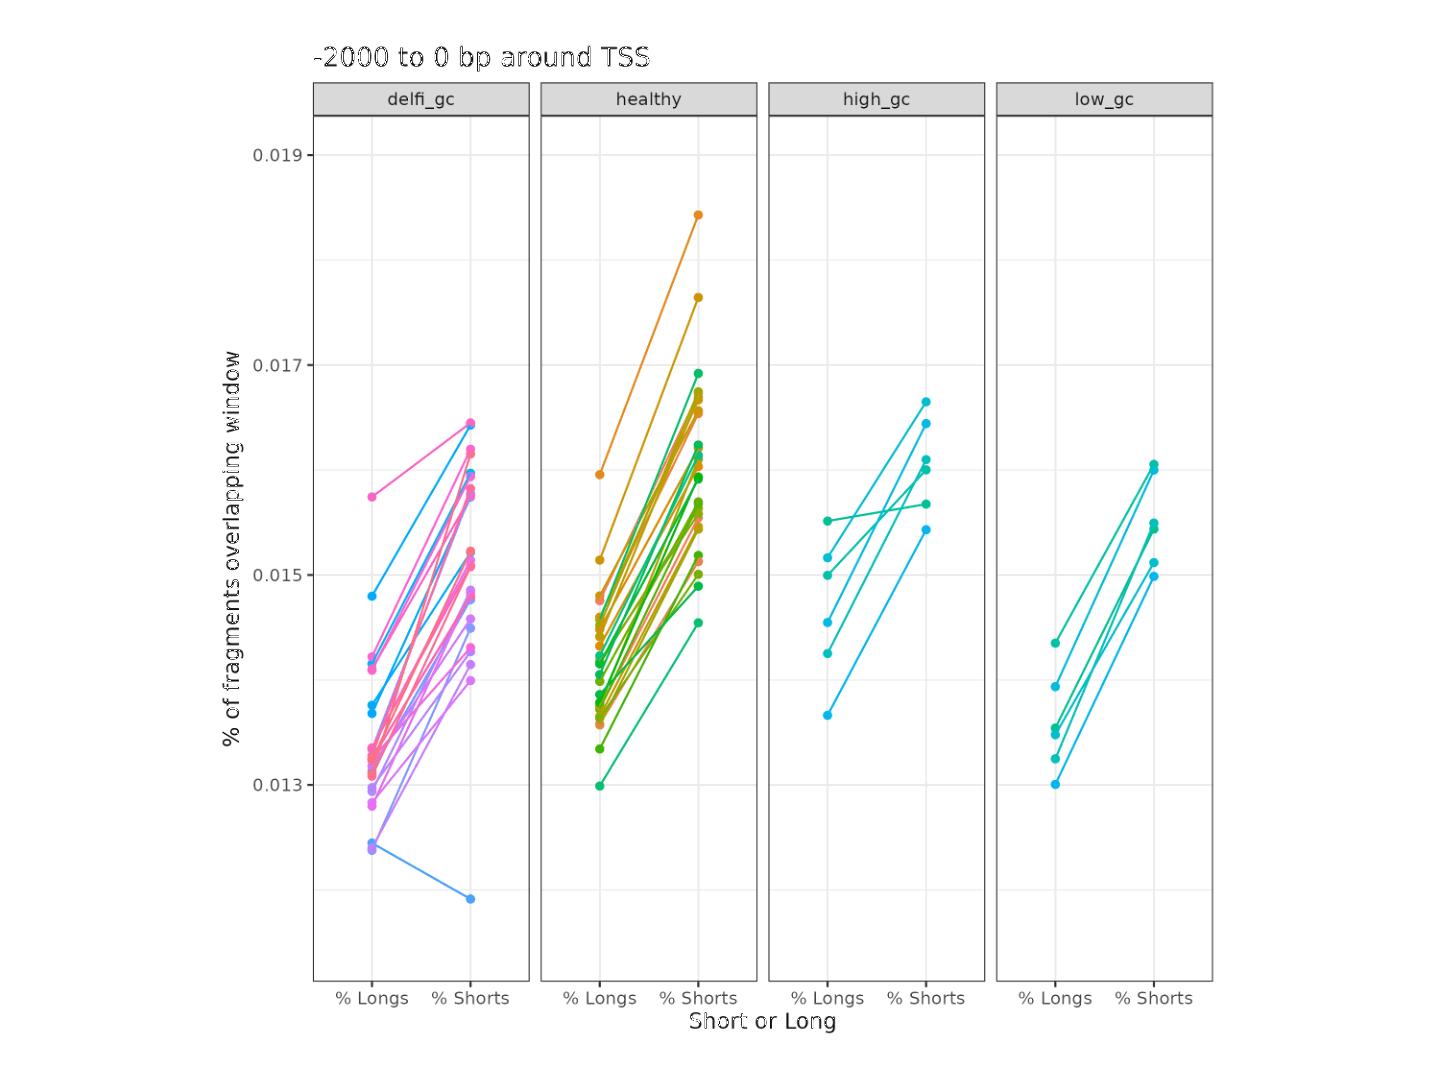 -2000 to 0 bp around TSS
delfi_gc healthy high_gc low_gc
0.019
0.017
0.015
0.013
% of fragments overlapping window
% Longs % Shorts % Longs % Shorts % Longs % Shorts % Longs % Shorts
Short or Long